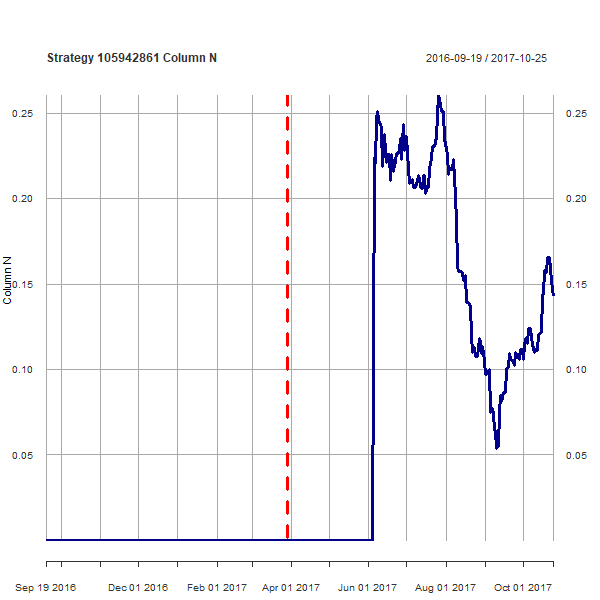 Strategy 105942861 Column N
2016-09-19 / 2017-10-25
0.25
0.25
0.20
0.20
0.15
0.15
Column N
0.10
0.10
0.05
0.05
Sep 19 2016
Dec 01 2016
Feb 01 2017
Apr 01 2017
Jun 01 2017
Aug 01 2017
Oct 01 2017